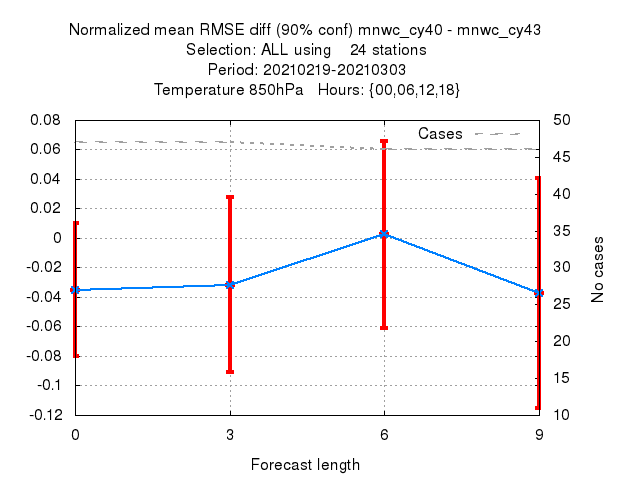 Normalized mean RMSE diff (90% conf) mnwc_cy40 - mnwc_cy43
Selection: ALL using    24 stations
Period: 20210219-20210303
Temperature 850hPa   Hours: {00,06,12,18}
Cases
0.08
0.06
0.04
0.02
0
-0.02
-0.04
-0.06
-0.08
-0.1
-0.12
50
45
40
35
30
25
20
15
10
No cases
0 3 6 9
Forecast length